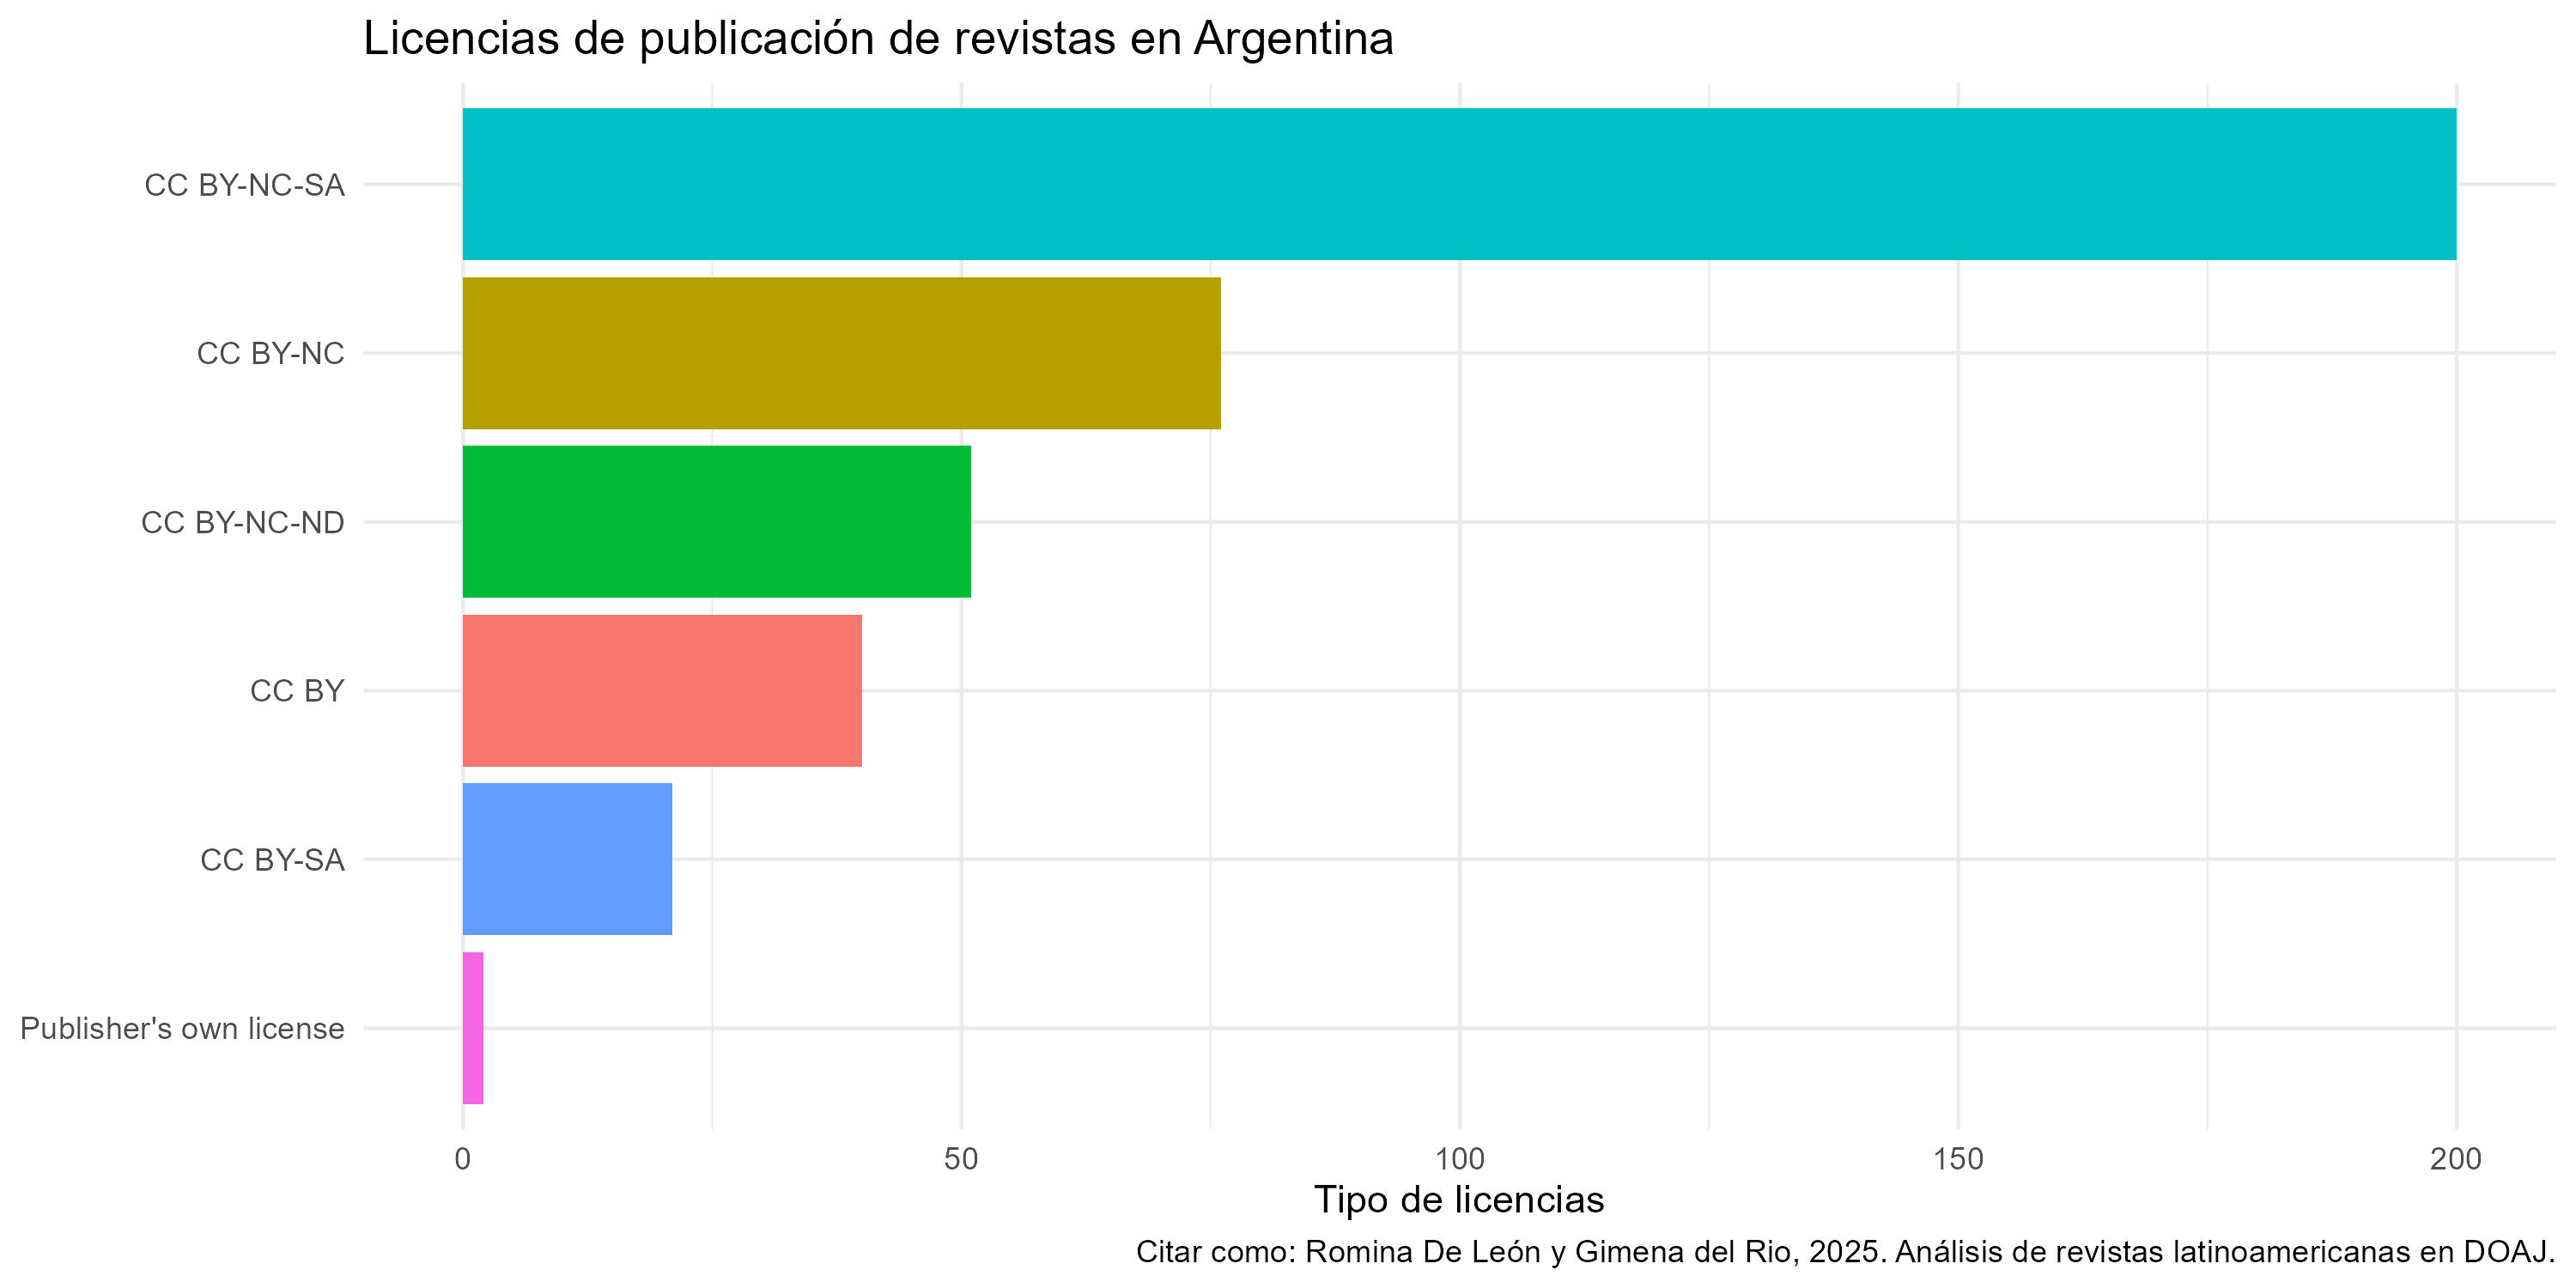 Licencias de publicación de revistas en Argentina
CC BY-NC-SA
CC BY-NC
CC BY-NC-ND
CC BY
CC BY-SA
Publisher's own license
0 50 100 150 200
Tipo de licencias
Citar como: Romina De León y Gimena del Rio, 2025. Análisis de revistas latinoamericanas en DOAJ.